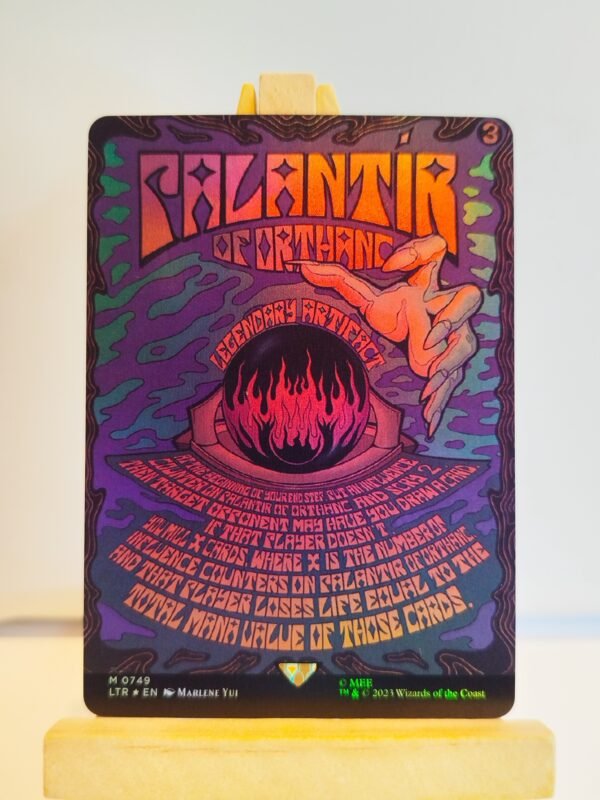 3
PALANTÍR
OF ORTHANC
LEGENDARY ARTIFACT
AT THE BEGINNING OF YOUR END STEP, PUT AN INFLUENCE
COUNTER ON PALANTIR OF ORTHANC AND SCRY 2.
THEN TARGET OPPONENT MAY HAVE YOU DRAW A CARD.
IF THAT PLAYER DOESN'T,
YOU MILL X CARDS, WHERE X IS THE NUMBER OF
INFLUENCE COUNTERS ON PALANTIR OF ORTHANC,
AND THAT PLAYER LOSES LIFE EQUAL TO THE
TOTAL MANA VALUE OF THOSE CARDS.
M 0749
LTR ★ EN MARLENE YUI
© MEE
™ & © 2023 Wizards of the Coast